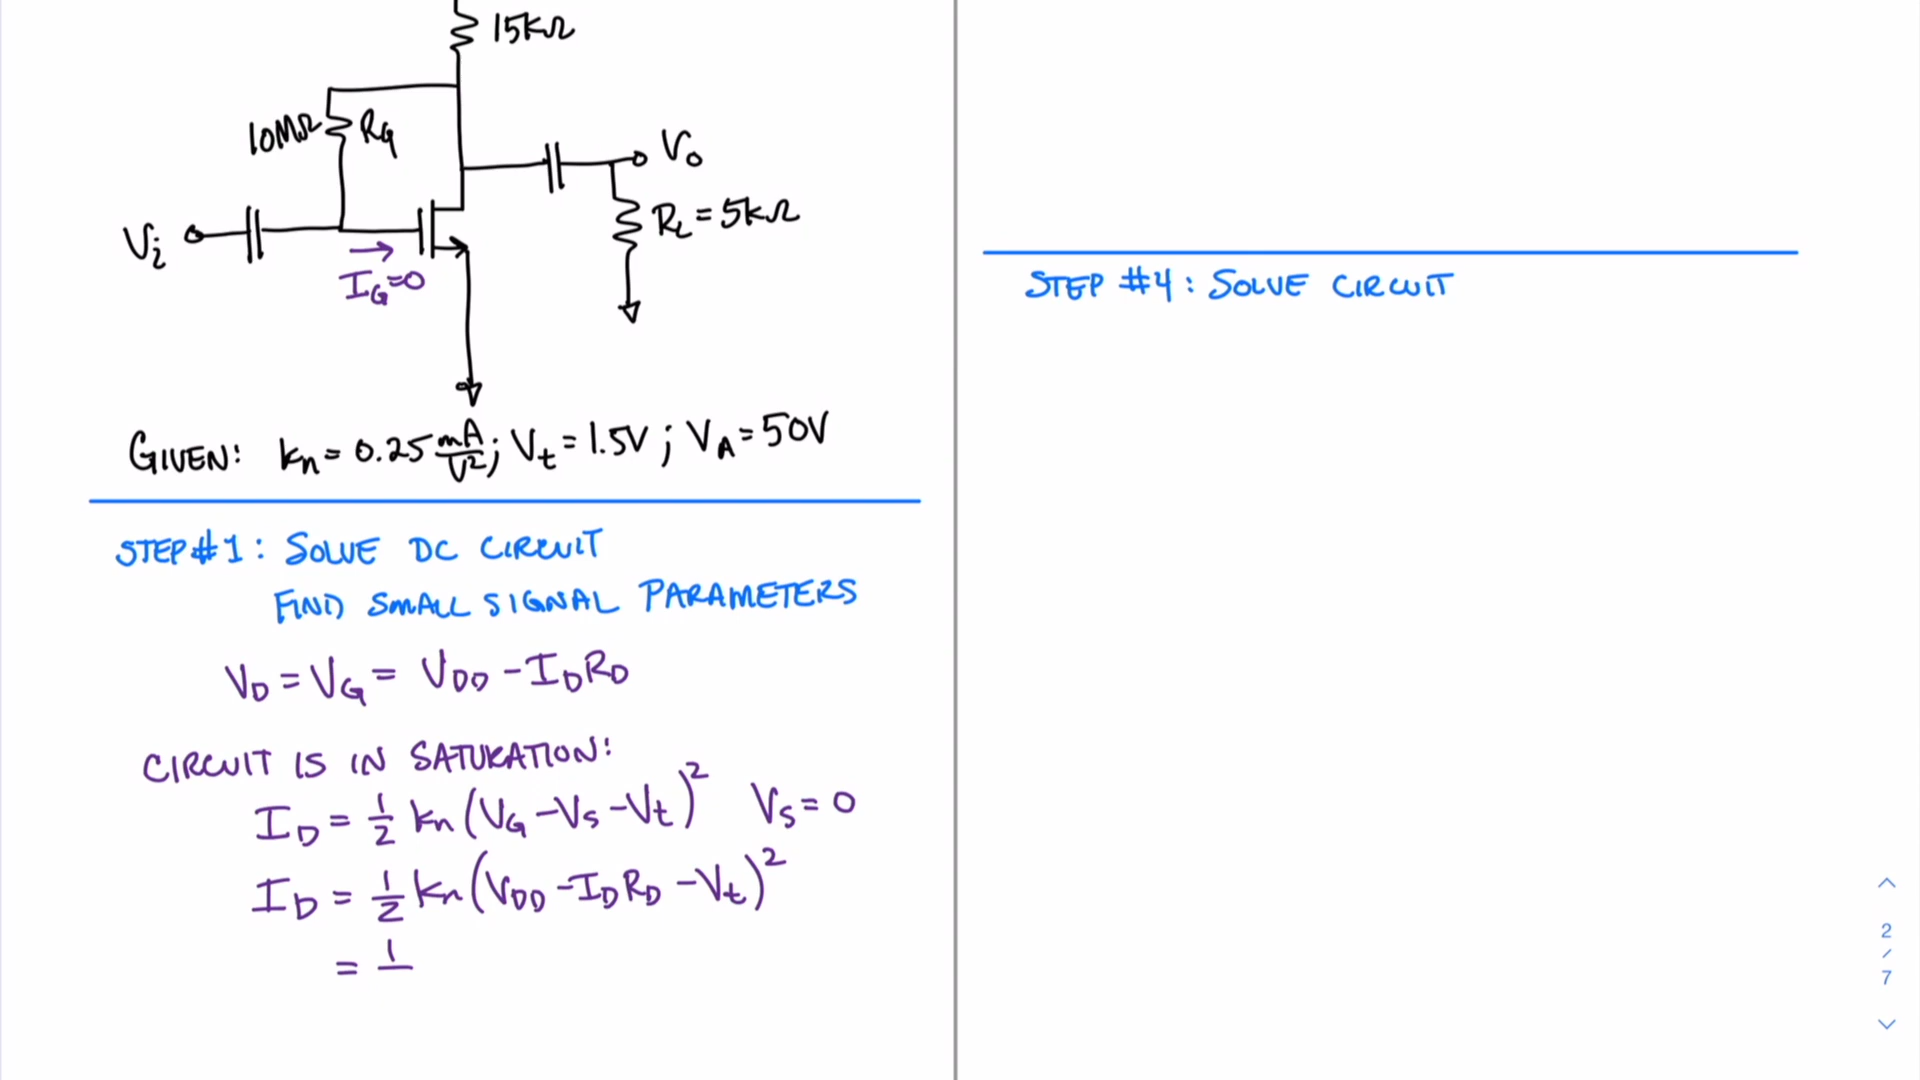 15kΩ
10MΩ RG
Vo
Vi
RL = 5kΩ
IG=0
GIVEN: kn = 0.25 mA/V²; Vt = 1.5V; VA = 50V
STEP #1: SOLVE DC CIRCUIT
FIND SMALL SIGNAL PARAMETERS
VD = VG = VDD - IDRD
CIRCUIT IS IN SATURATION:
ID = 1/2 kn (VG - VS - Vt)² VS = 0
ID = 1/2 kn (VDD - IDRD - Vt)²
= 1
STEP #4: SOLVE CIRCUIT
2
/
7